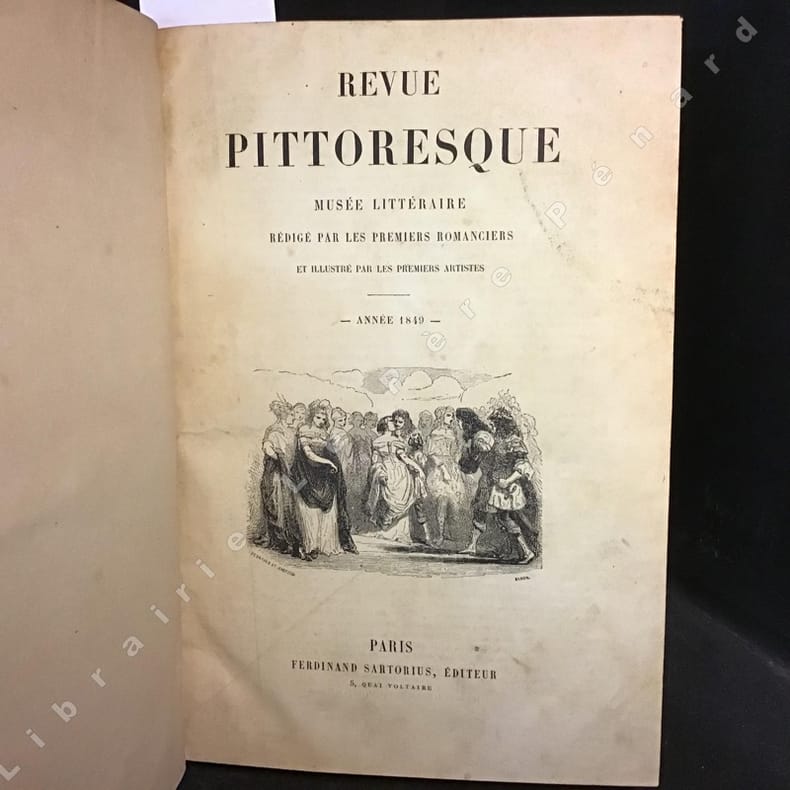 REVUE
PITTORESQUE
MUSÉE LITTÉRAIRE
RÉDIGÉ PAR LES PREMIERS ROMANCIERS
ET ILLUSTRÉ PAR LES PREMIERS ARTISTES
— ANNÉE 1849 —
PARIS
FERDINAND SARTORIUS, ÉDITEUR
5, QUAI VOLTAIRE
Librairie Le Père Pénard